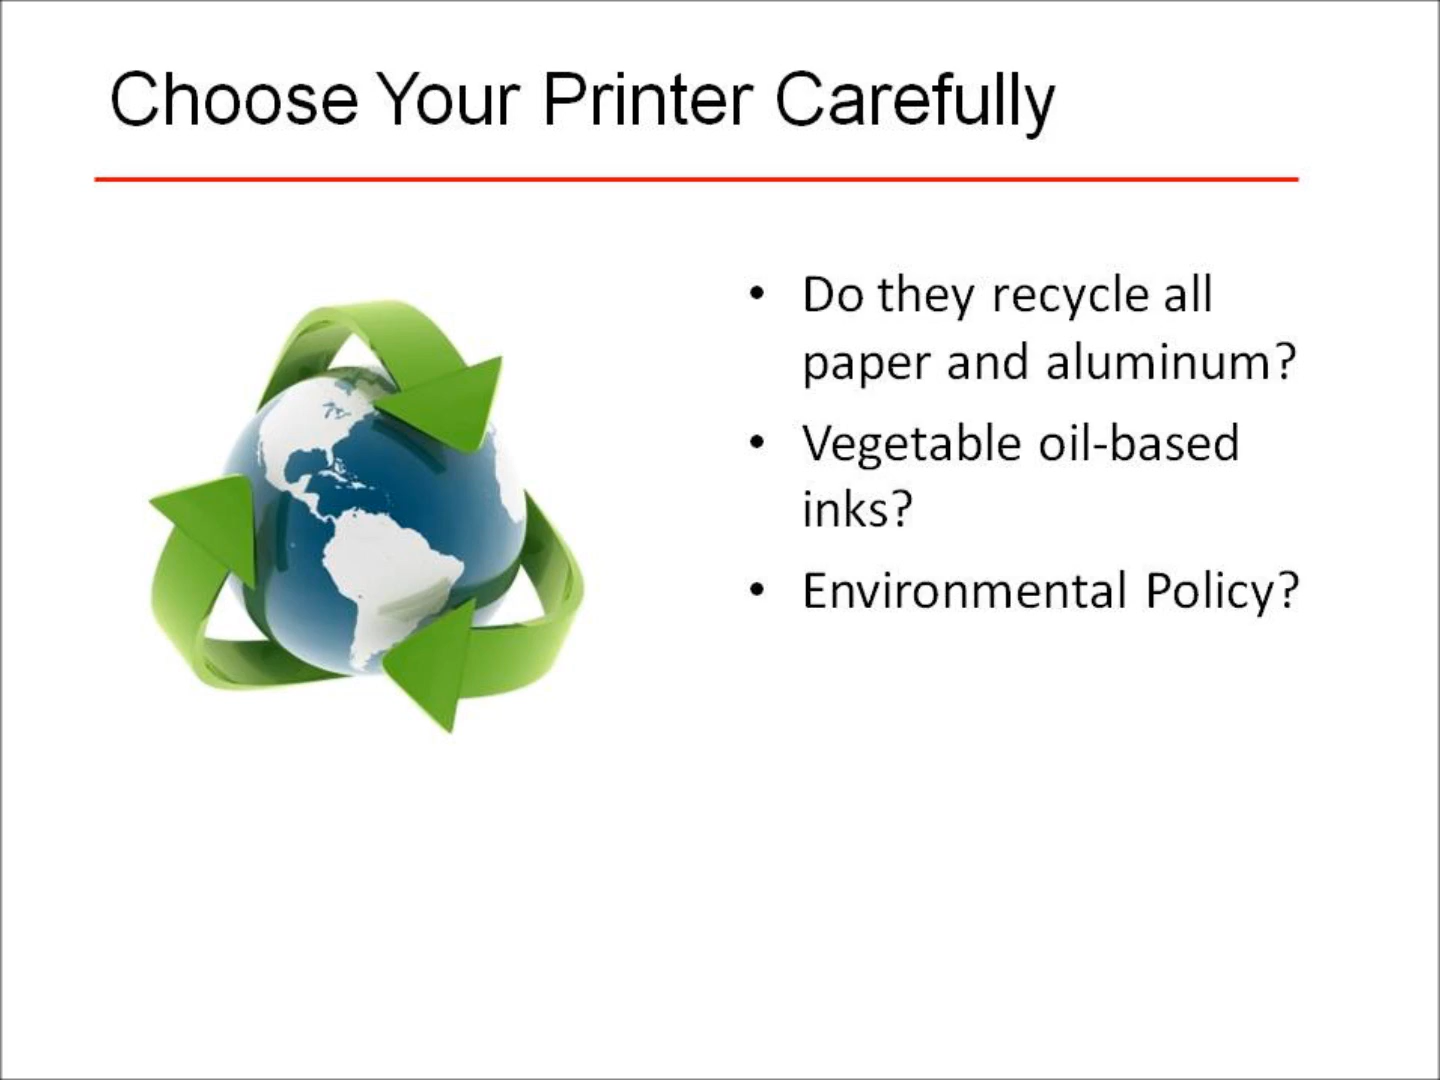 Choose Your Printer Carefully
• Do they recycle all
paper and aluminum?
• Vegetable oil-based
inks?
• Environmental Policy?